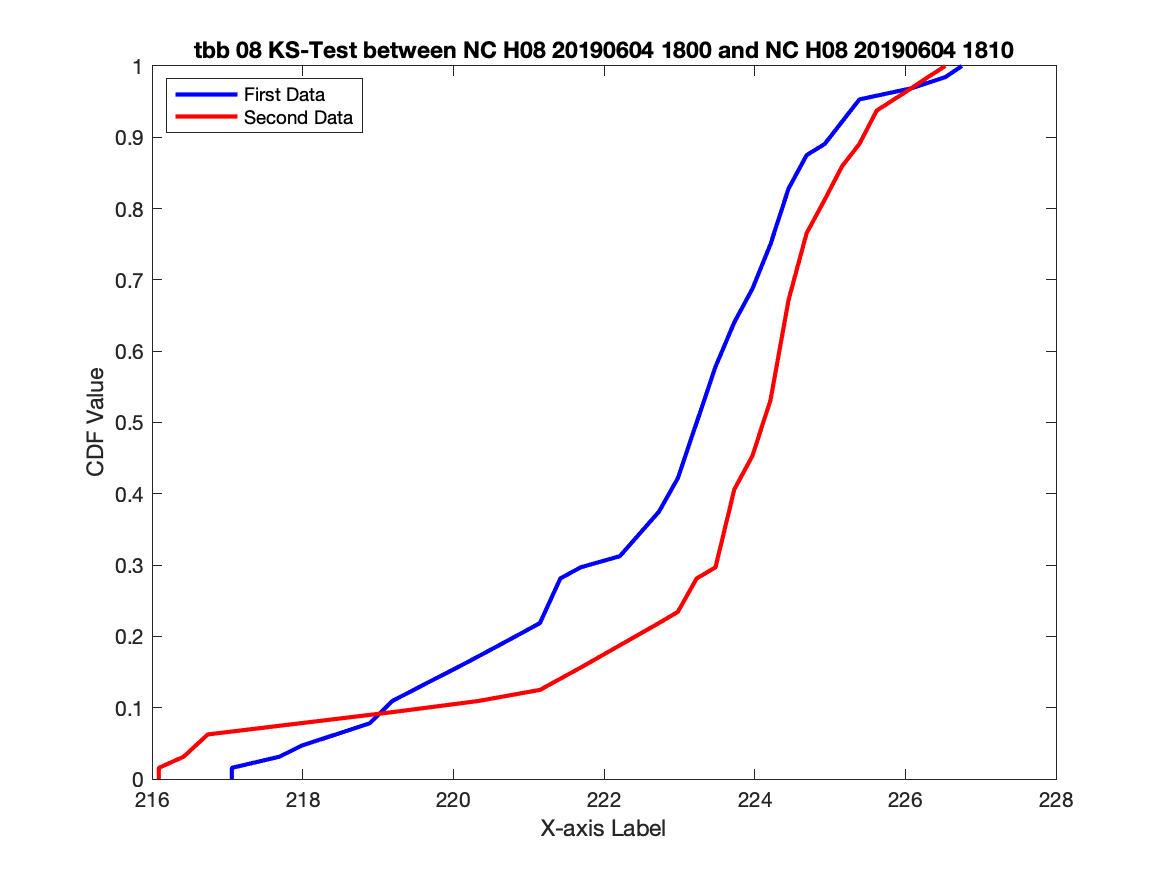 tbb 08 KS-Test between NC H08 20190604 1800 and NC H08 20190604 1810
First Data
Second Data
1
0.9
0.8
0.7
0.6
0.5
0.4
0.3
0.2
0.1
0
CDF Value
216 218 220 222 224 226 228
X-axis Label